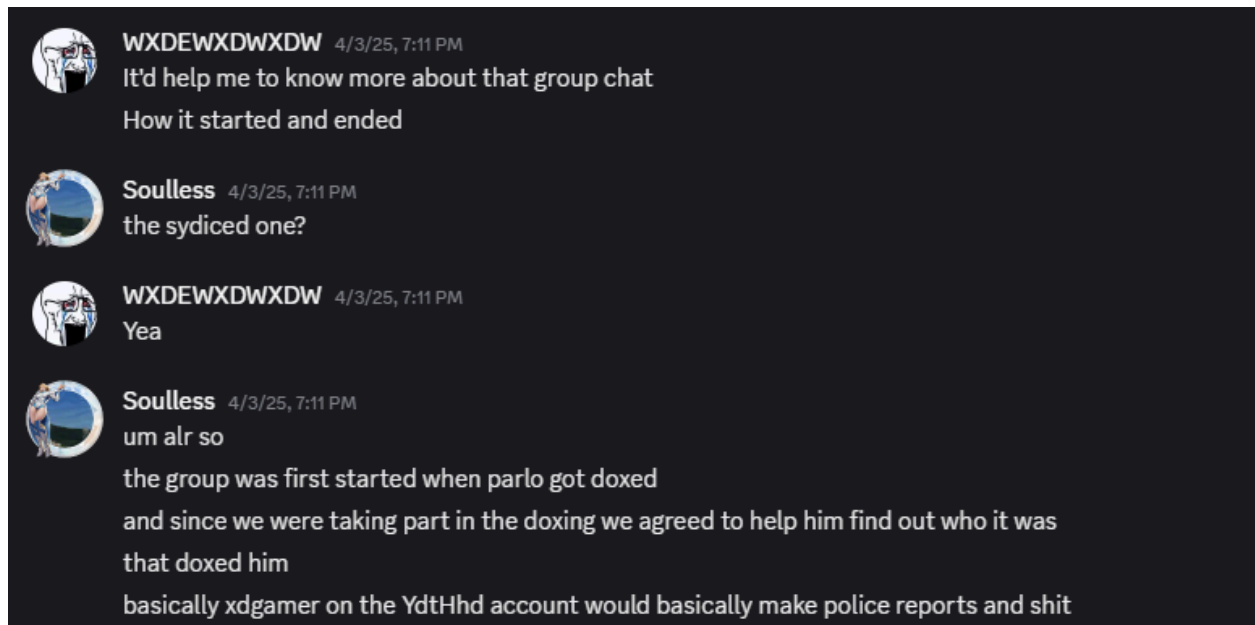 WXDEWXDWXDW 4/3/25, 7:11 PM
It'd help me to know more about that group chat
How it started and ended
Soulless 4/3/25, 7:11 PM
the sydiced one?
WXDEWXDWXDW 4/3/25, 7:11 PM
Yea
Soulless 4/3/25, 7:11 PM
um alr so
the group was first started when parlo got doxed
and since we were taking part in the doxing we agreed to help him find out who it was
that doxed him
basically xdgamer on the YdtHhd account would basically make police reports and shit